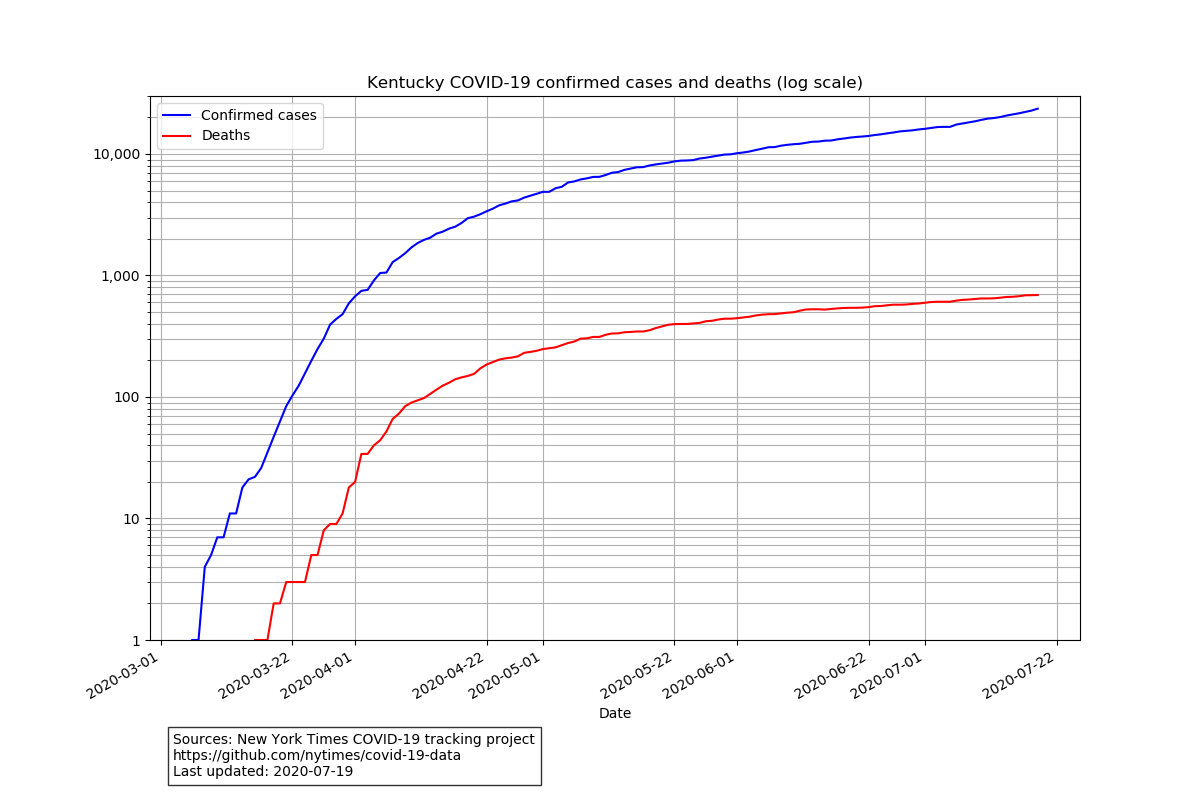 Kentucky COVID-19 confirmed cases and deaths (log scale)
Confirmed cases
Deaths
10,000
1,000
100
10
1
2020-03-01
2020-03-22
2020-04-01
2020-04-22
2020-05-01
2020-05-22
2020-06-01
2020-06-22
2020-07-01
2020-07-22
Date
Sources: New York Times COVID-19 tracking project
https://github.com/nytimes/covid-19-data
Last updated: 2020-07-19